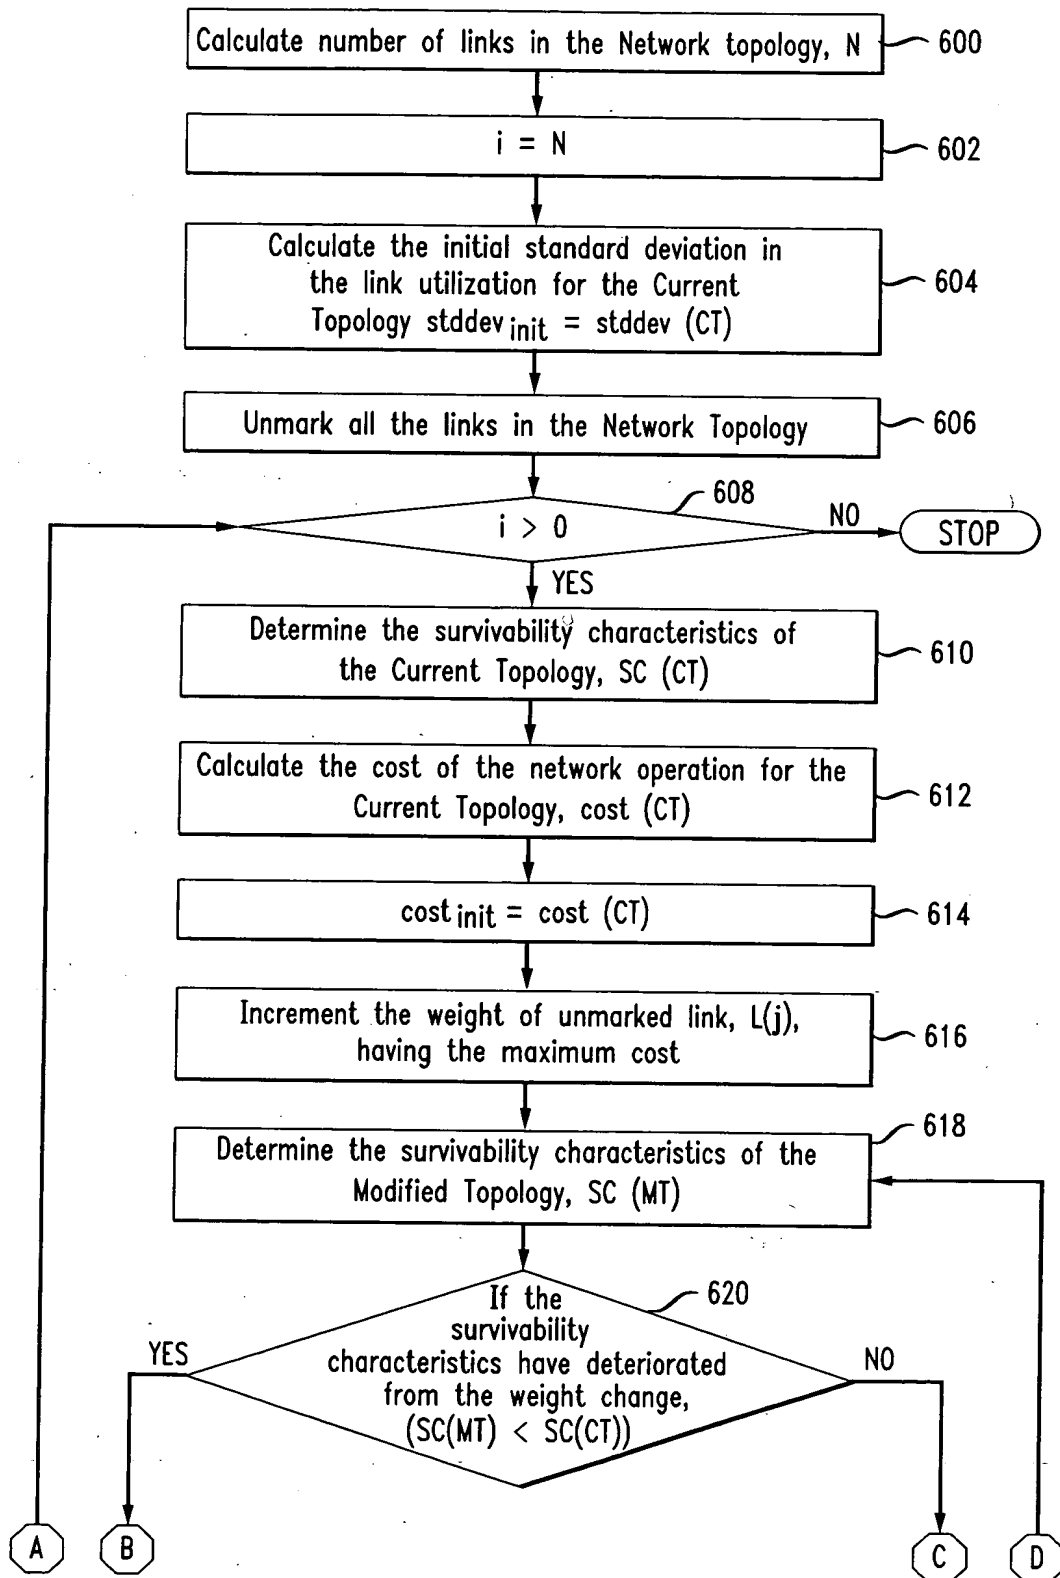 Calculate number of links in the Network topology, N
600
i = N
602
Calculate the initial standard deviation in
the link utilization for the Current
Topology stddev init = stddev (CT)
604
Unmark all the links in the Network Topology
606
608
i > 0
NO
STOP
YES
Determine the survivability characteristics of
the Current Topology, SC (CT)
610
Calculate the cost of the network operation for the
Current Topology, cost (CT)
612
cost init = cost (CT)
614
Increment the weight of unmarked link, L(j),
having the maximum cost
616
618
Determine the survivability characteristics of the
Modified Topology, SC (MT)
620
If the
survivability
characteristics have deteriorated
from the weight change,
(SC(MT) < SC(CT))
YES
NO
A
B
C
D